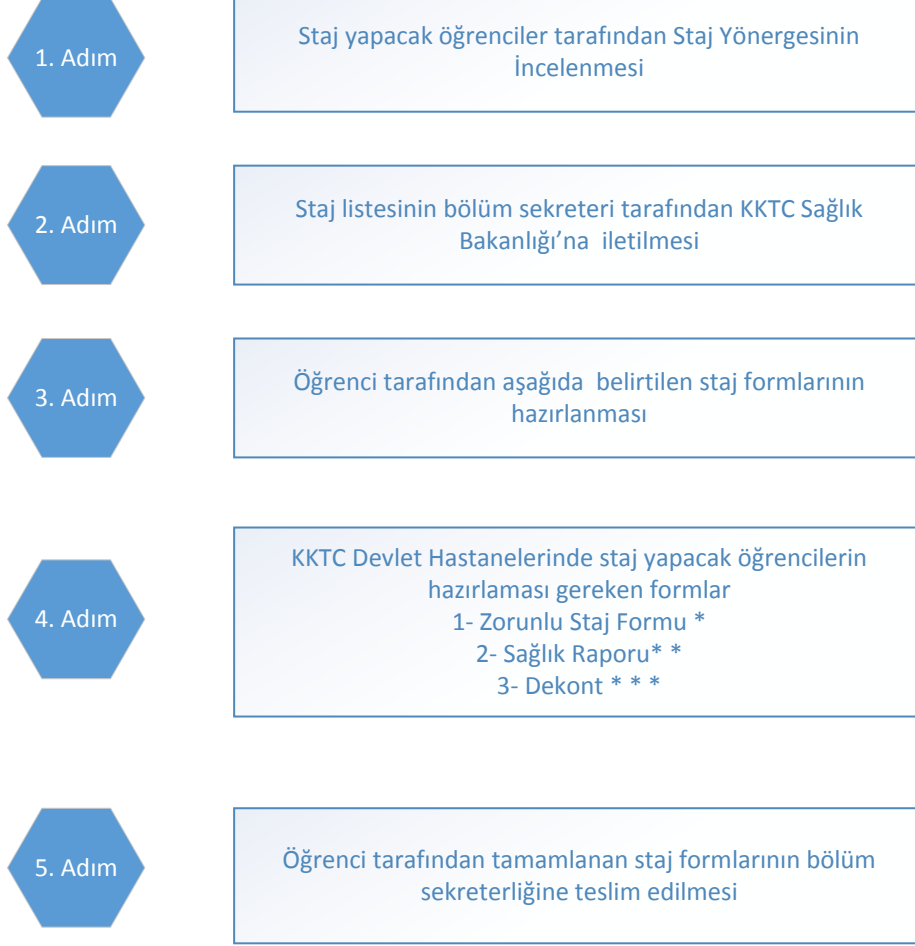 1. Adım
Staj yapacak öğrenciler tarafından Staj Yönergesinin
İncelenmesi
2. Adım
Staj listesinin bölüm sekreteri tarafından KKTC Sağlık
Bakanlığı’na iletilmesi
3. Adım
Öğrenci tarafından aşağıda belirtilen staj formlarının
hazırlanması
4. Adım
KKTC Devlet Hastanelerinde staj yapacak öğrencilerin
hazırlaması gereken formlar
1- Zorunlu Staj Formu *
2- Sağlık Raporu* *
3- Dekont * * *
5. Adım
Öğrenci tarafından tamamlanan staj formlarının bölüm
sekreterliğine teslim edilmesi